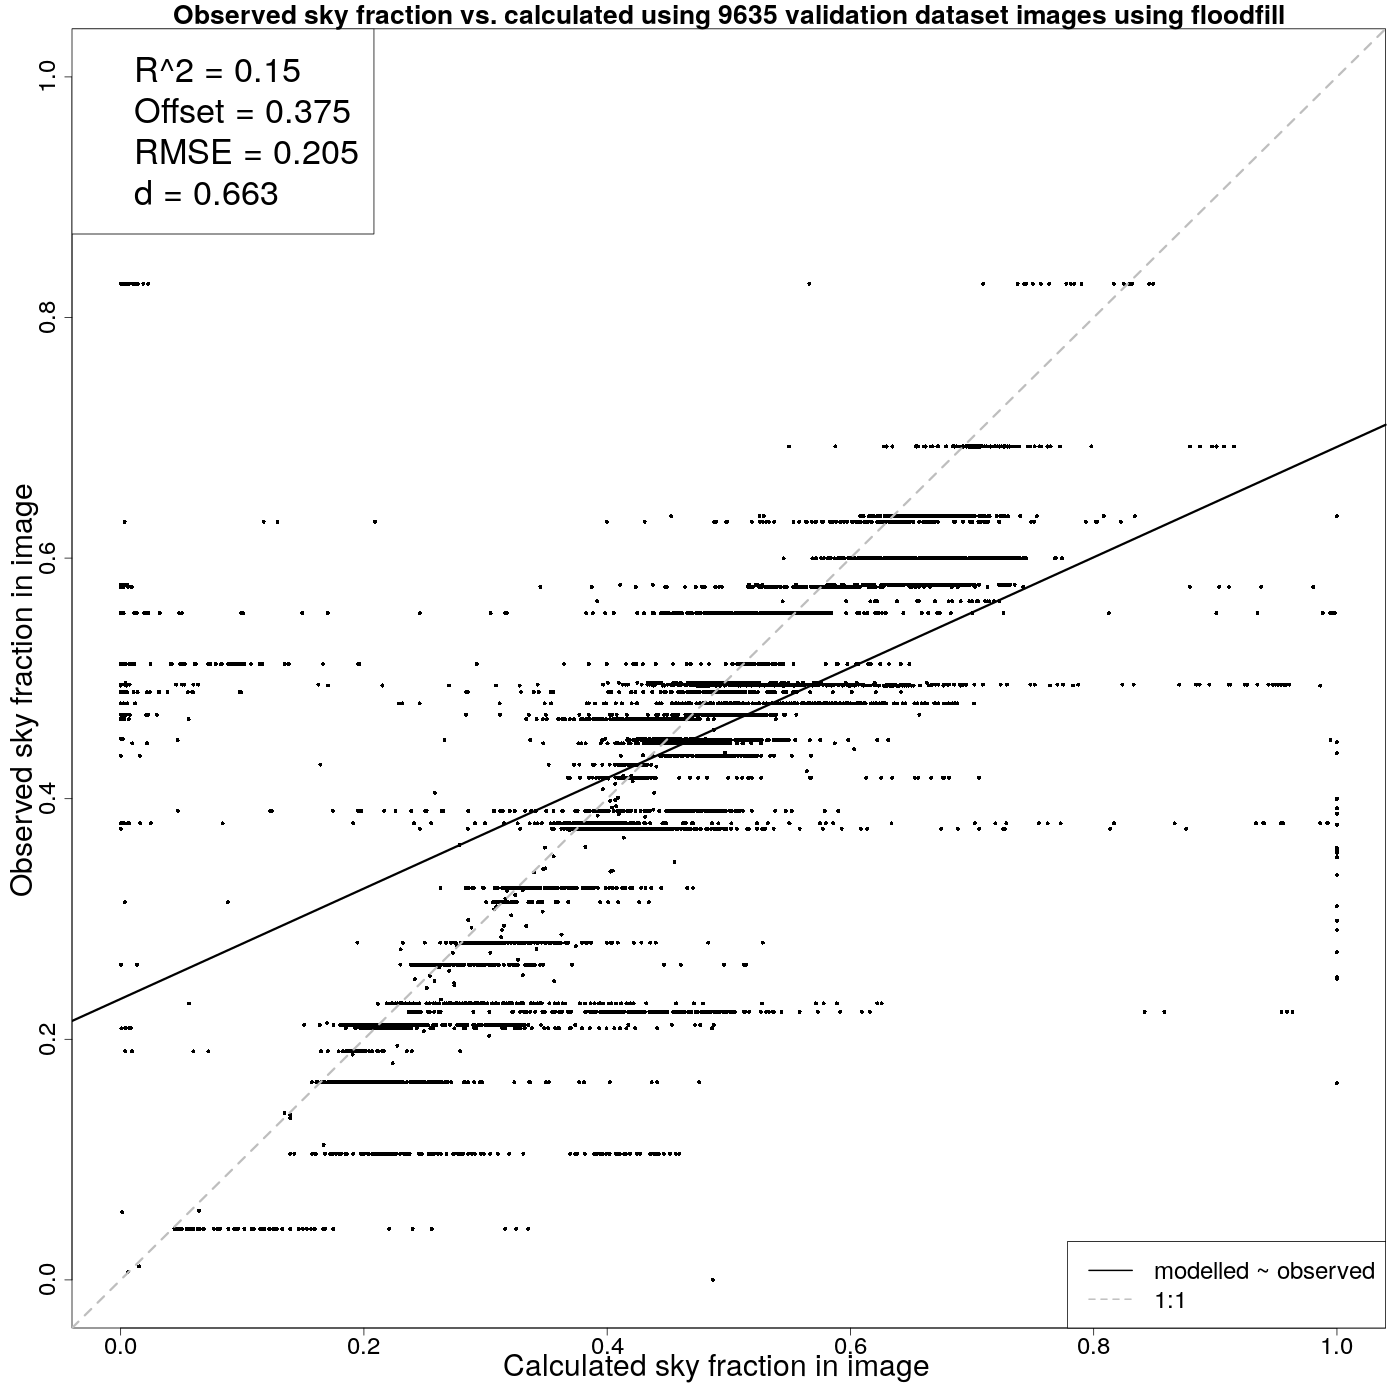 Observed sky fraction vs. calculated using 9635 validation dataset images using floodfill
R^2 = 0.15
Offset = 0.375
RMSE = 0.205
d = 0.663
1.0
0.8
0.6
0.4
0.2
0.0
Observed sky fraction in image
modelled ~ observed
1:1
0.0 0.2 0.4 0.6 0.8 1.0
Calculated sky fraction in image